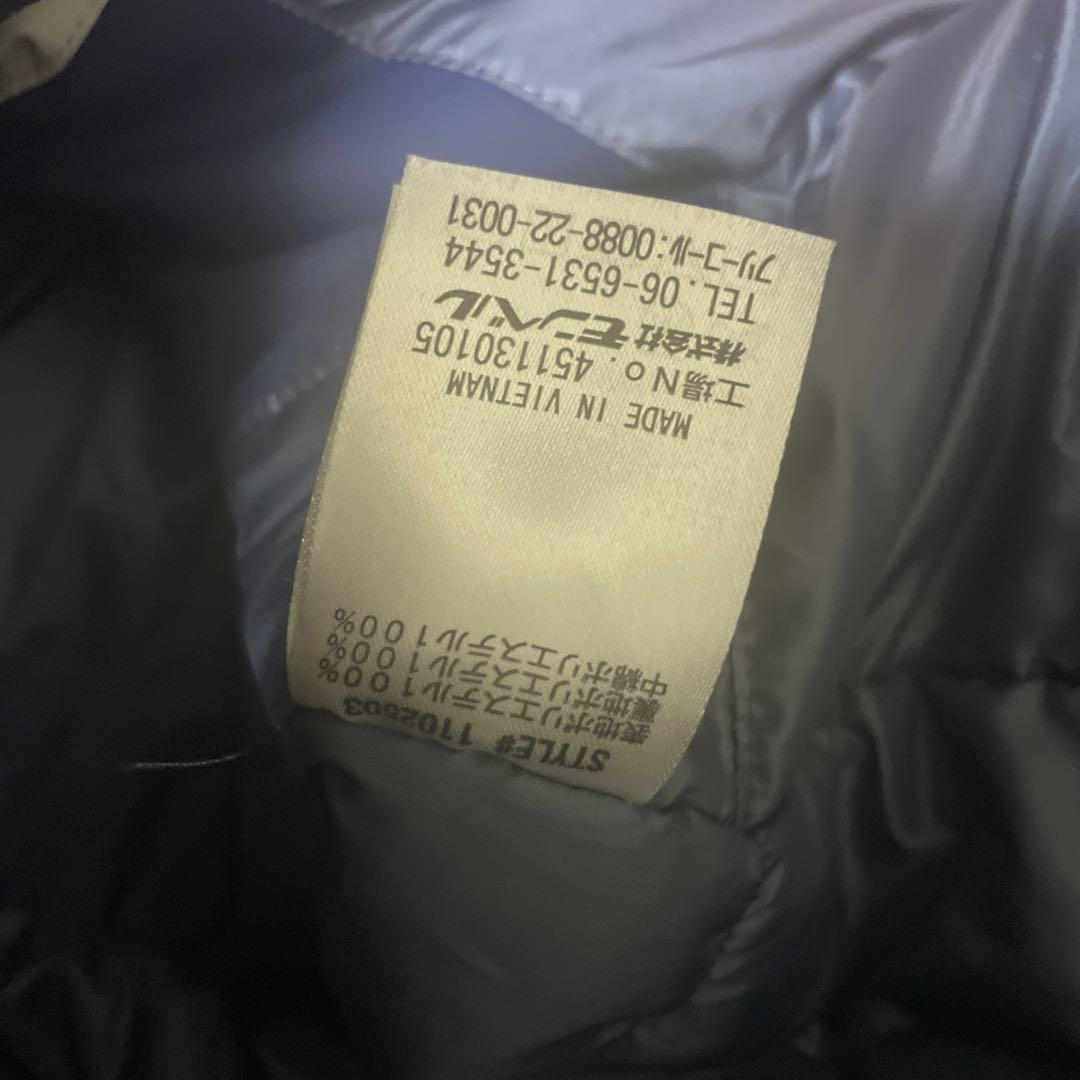 STYLE# 1102503
表地ポリエステル100%
裏地ポリエステル100%
中綿ポリエステル100%
MADE IN VIETNAM
工場No. 451130105
株式会社モンベル
TEL. 06-6531-3544
フリーコール:0088-22-0031